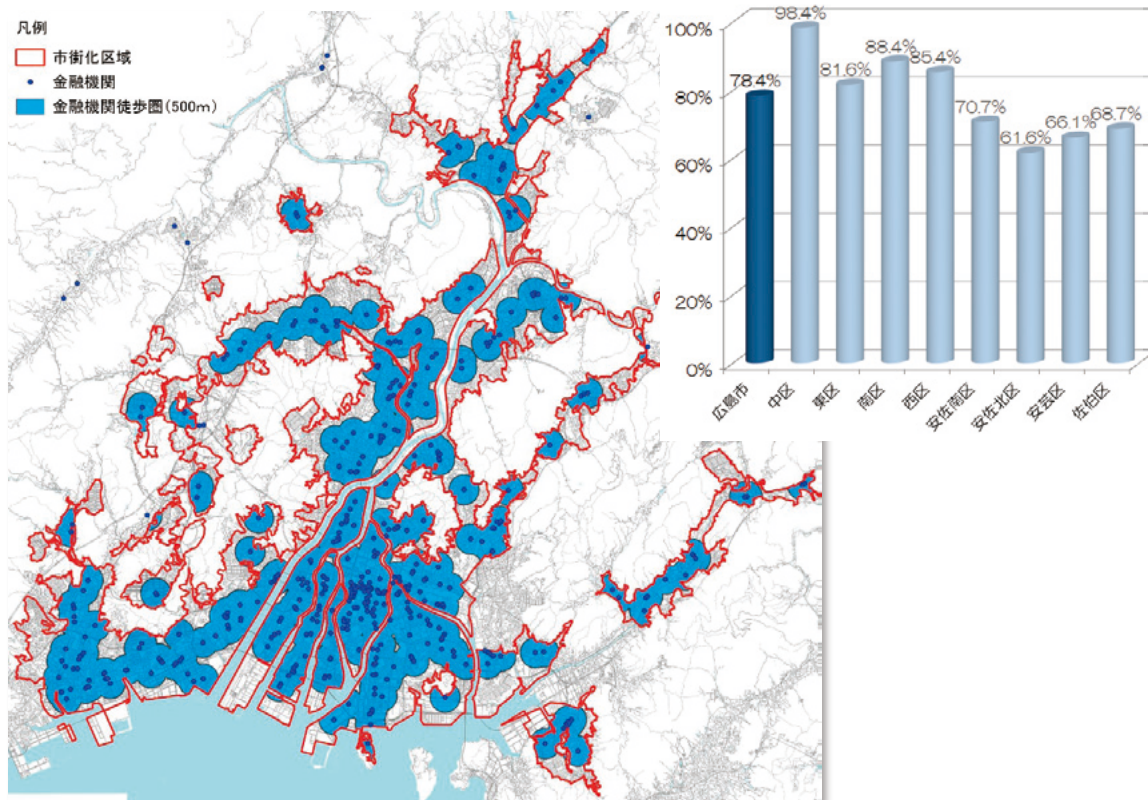 凡例
市街化区域
金融機関
金融機関徒歩圏(500m)
100%
80%
60%
40%
20%
0%
78.4%
98.4%
81.6%
88.4%
85.4%
70.7%
61.6%
66.1%
68.7%
広島市
中区
東区
南区
西区
安佐南区
安佐北区
安芸区
佐伯区